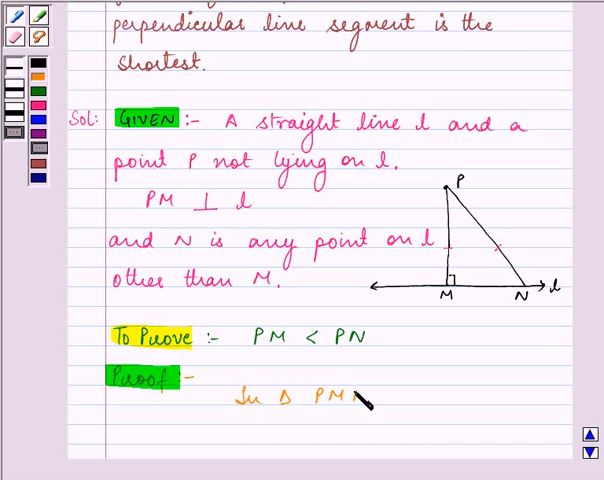 perpendicular line segment is the
shortest.
Sol: GIVEN :- A straight line l and a
point P not lying on l.
PM ⊥ l
and N is any point on l
other than M.
P
M N l
To Prove :- PM < PN
Proof :-
In Δ PMN